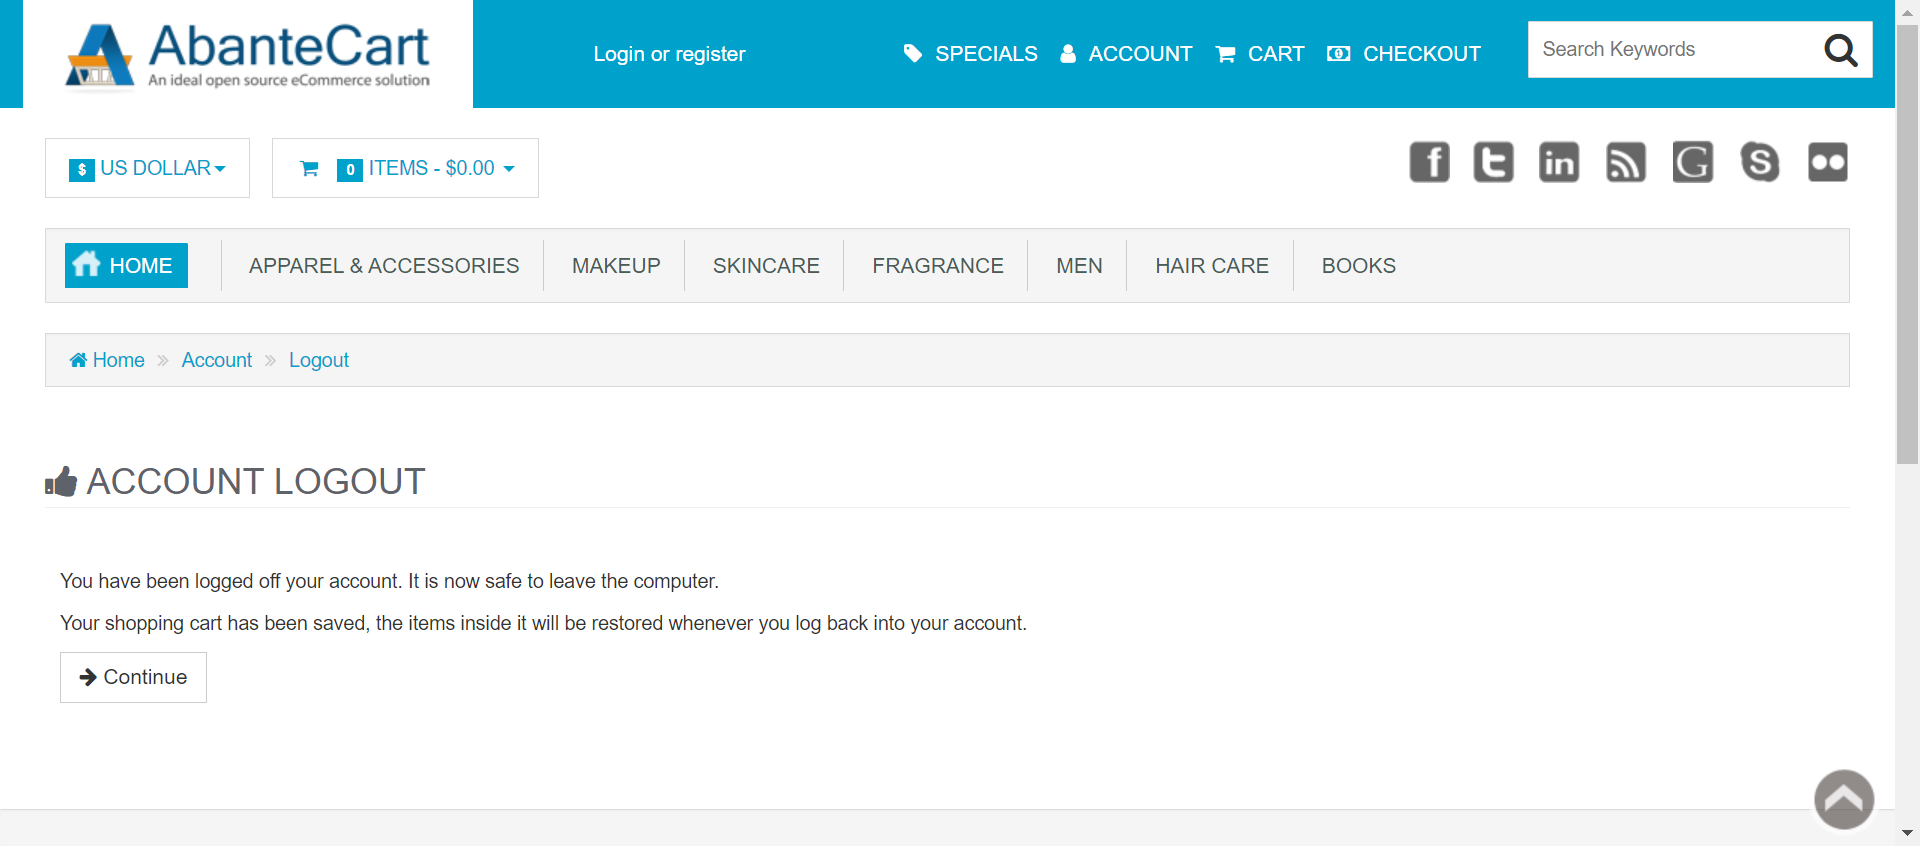 AbanteCart
An ideal open source eCommerce solution
Login or register
SPECIALS
ACCOUNT
CART
CHECKOUT
Search Keywords
$ US DOLLAR
0 ITEMS - $0.00
HOME
APPAREL & ACCESSORIES
MAKEUP
SKINCARE
FRAGRANCE
MEN
HAIR CARE
BOOKS
Home » Account » Logout
ACCOUNT LOGOUT
You have been logged off your account. It is now safe to leave the computer.
Your shopping cart has been saved, the items inside it will be restored whenever you log back into your account.
Continue